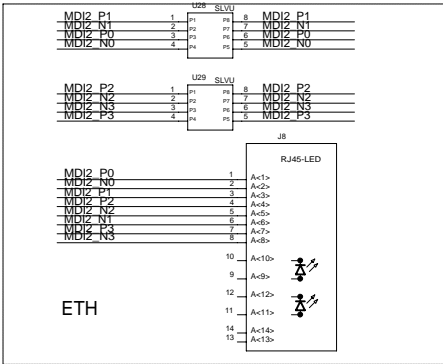 U28 SLVU
MDI2_P1 1 P1 P8 8 MDI2_P1
MDI2_N1 2 P2 P7 7 MDI2_N1
MDI2_P0 3 P3 P6 6 MDI2_P0
MDI2_N0 4 P4 P5 5 MDI2_N0
U29 SLVU
MDI2_P2 1 P1 P8 8 MDI2_P2
MDI2_N2 2 P2 P7 7 MDI2_N2
MDI2_N3 3 P3 P6 6 MDI2_N3
MDI2_P3 4 P4 P5 5 MDI2_P3
J8
RJ45-LED
MDI2_P0 1 A<1>
MDI2_N0 2 A<2>
MDI2_P1 3 A<3>
MDI2_P2 4 A<4>
MDI2_N2 5 A<5>
MDI2_N1 6 A<6>
MDI2_P3 7 A<7>
MDI2_N3 8 A<8>
10 A<10>
9 A<9>
12 A<12>
11 A<11>
14 A<14>
13 A<13>
ETH